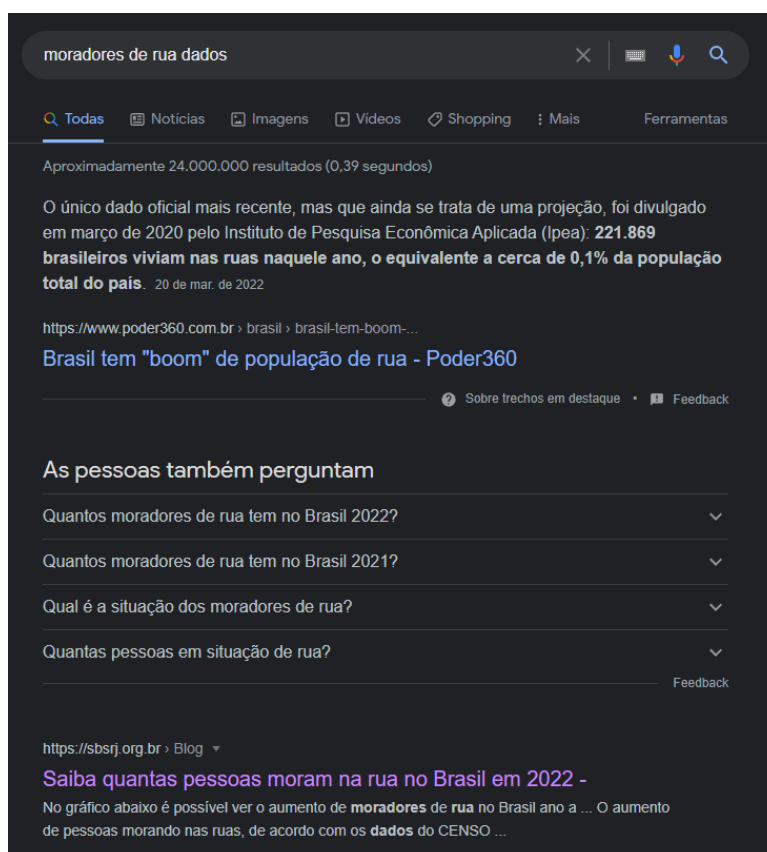 moradores de rua dados
Todas Notícias Imagens Vídeos Shopping Mais Ferramentas
Aproximadamente 24.000.000 resultados (0,39 segundos)
O único dado oficial mais recente, mas que ainda se trata de uma projeção, foi divulgado
em março de 2020 pelo Instituto de Pesquisa Econômica Aplicada (Ipea): 221.869
brasileiros viviam nas ruas naquele ano, o equivalente a cerca de 0,1% da população
total do país. 20 de mar. de 2022
https://www.poder360.com.br › brasil › brasil-tem-boom-...
Brasil tem "boom" de população de rua - Poder360
Sobre trechos em destaque • Feedback
As pessoas também perguntam
Quantos moradores de rua tem no Brasil 2022?
Quantos moradores de rua tem no Brasil 2021?
Qual é a situação dos moradores de rua?
Quantas pessoas em situação de rua?
Feedback
https://sbsrj.org.br › Blog
Saiba quantas pessoas moram na rua no Brasil em 2022 -
No gráfico abaixo é possível ver o aumento de moradores de rua no Brasil ano a ... O aumento
de pessoas morando nas ruas, de acordo com os dados do CENSO ...